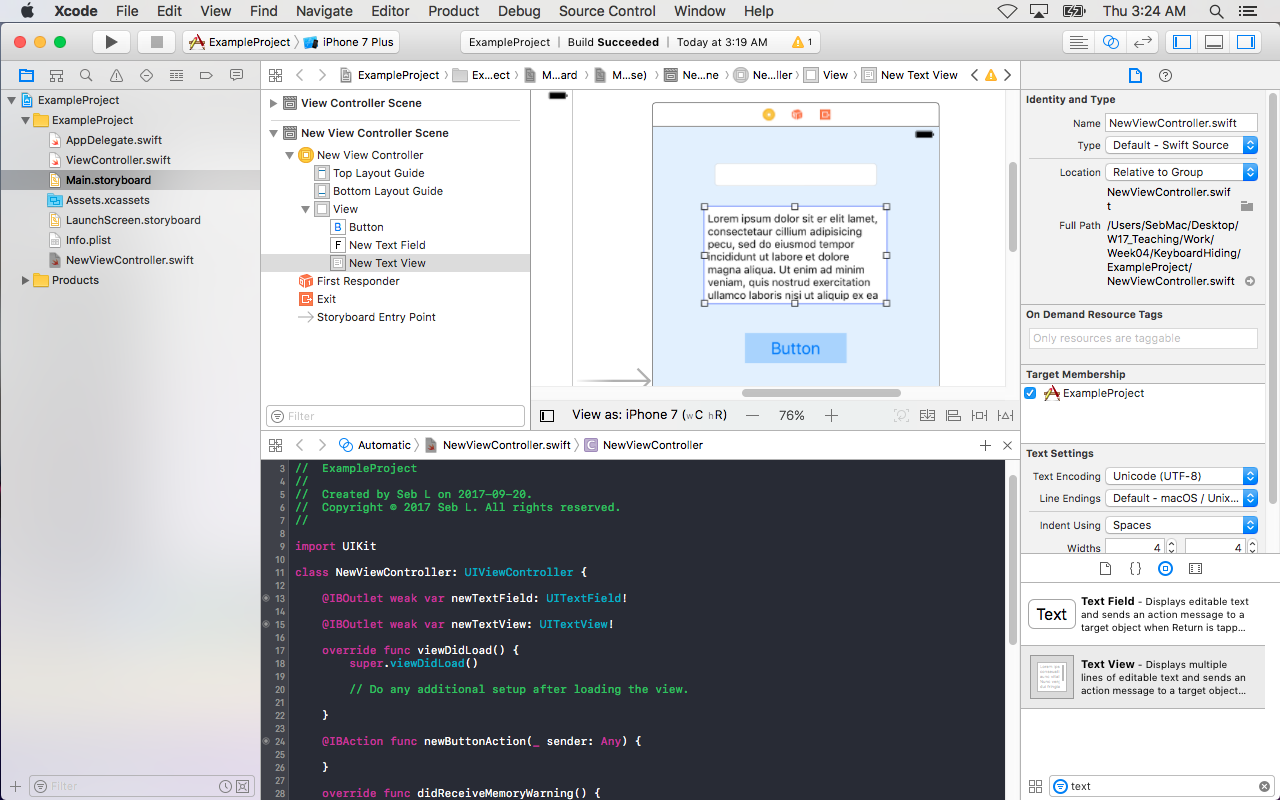 Xcode File Edit View Find Navigate Editor Product Debug Source Control Window Help Thu 3:24 AM
ExampleProject iPhone 7 Plus ExampleProject | Build Succeeded | Today at 3:19 AM 1
ExampleProject
ExampleProject
AppDelegate.swift
ViewController.swift
Main.storyboard
Assets.xcassets
LaunchScreen.storyboard
Info.plist
NewViewController.swift
Products
Filter
ExampleProject Ex...ect M...ard M...se) Ne...ne Ne...ller View New Text View
View Controller Scene
New View Controller Scene
New View Controller
Top Layout Guide
Bottom Layout Guide
View
B Button
F New Text Field
New Text View
First Responder
Exit
Storyboard Entry Point
Filter
Lorem ipsum dolor sit er elit lamet,
consectetaur cillium adipisicing
pecu, sed do eiusmod tempor
incididunt ut labore et dolore
magna aliqua. Ut enim ad minim
veniam, quis nostrud exercitation
ullamco laboris nisi ut aliquip ex ea
Button
View as: iPhone 7 (wC hR) — 76% +
Automatic NewViewController.swift C NewViewController
3 //  ExampleProject
4 //
5 //  Created by Seb L on 2017-09-20.
6 //  Copyright © 2017 Seb L. All rights reserved.
7 //
8
9 import UIKit
10
11 class NewViewController: UIViewController {
12
13     @IBOutlet weak var newTextField: UITextField!
14
15     @IBOutlet weak var newTextView: UITextView!
16
17     override func viewDidLoad() {
18         super.viewDidLoad()
19
20         // Do any additional setup after loading the view.
21
22     }
23
24     @IBAction func newButtonAction(_ sender: Any) {
25
26     }
27
28     override func didReceiveMemoryWarning() {
Identity and Type
Name NewViewController.swift
Type Default - Swift Source
Location Relative to Group
NewViewController.swif
t
Full Path /Users/SebMac/Desktop/
W17_Teaching/Work/
Week04/KeyboardHiding/
ExampleProject/
NewViewController.swift
On Demand Resource Tags
Only resources are taggable
Target Membership
ExampleProject
Text Settings
Text Encoding Unicode (UTF-8)
Line Endings Default - macOS / Unix...
Indent Using Spaces
Widths 4 4
{}
Text
Text Field - Displays editable text
and sends an action message to a
target object when Return is tapp...
Text View - Displays multiple
lines of editable text and sends an
action message to a target object...
text